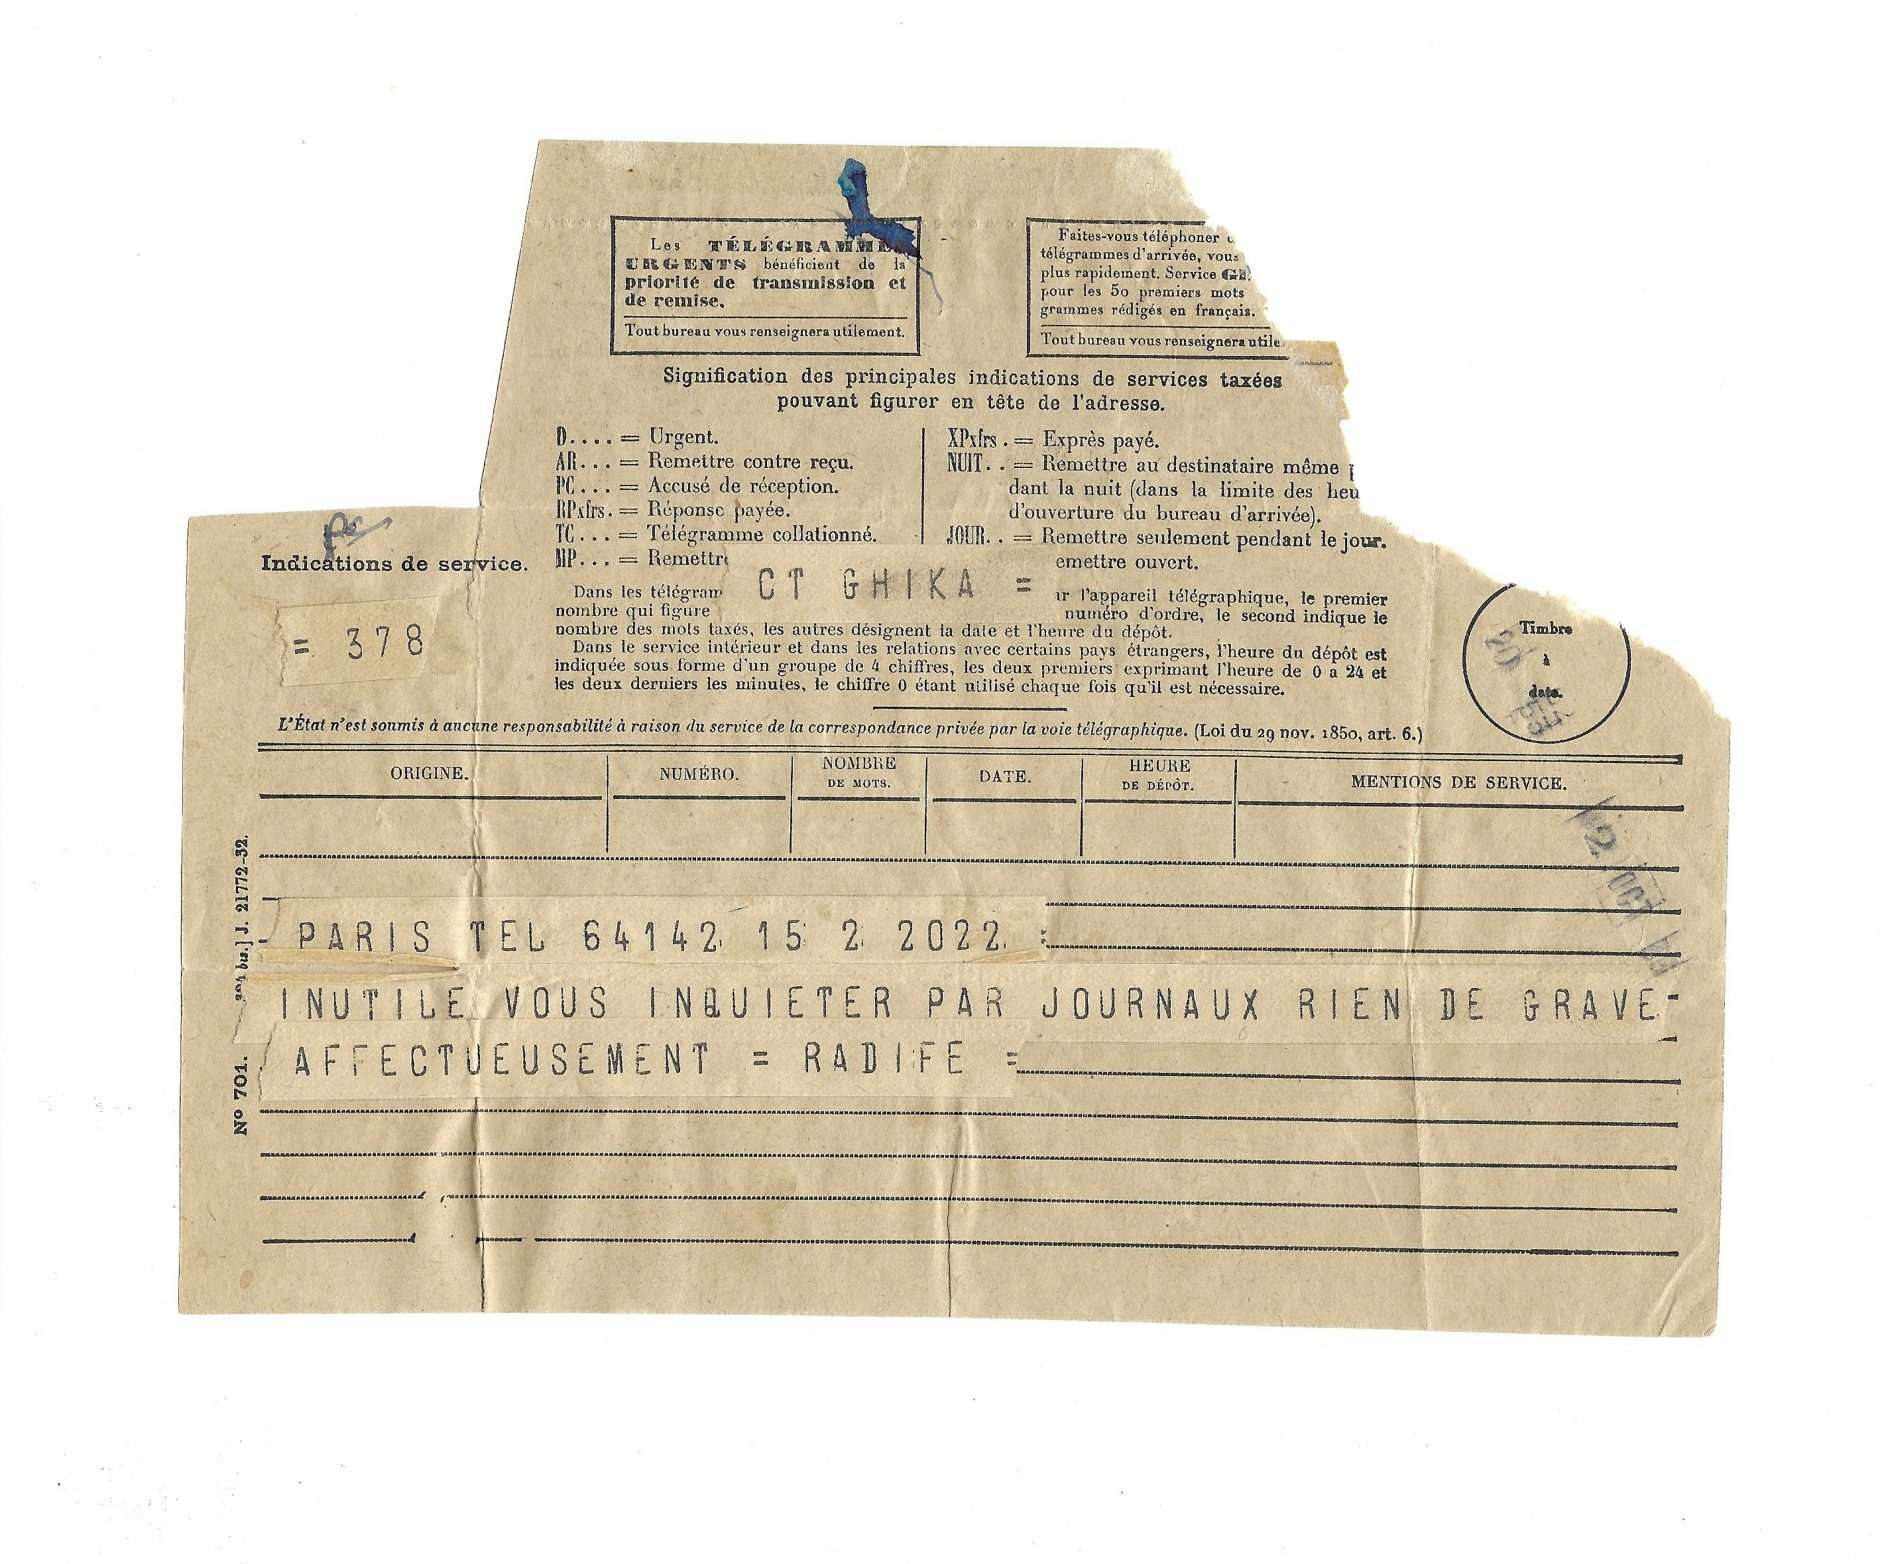 Les TÉLÉGRAMME
URGENTS bénéficient de la
priorité de transmission et
de remise.
Tout bureau vous renseignera utilement.
Faites-vous téléphoner
télégrammes d'arrivée, vous
plus rapidement. Service
pour les 50 premiers mots
grammes rédigés en français.
Tout bureau vous renseignera utile
Signification des principales indications de services taxées
pouvant figurer en tête de l'adresse.
D.... = Urgent.
AR... = Remettre contre reçu.
PC... = Accusé de réception.
RPxfrs. = Réponse payée.
TC... = Télégramme collationné.
MP... = Remettre
XPxfrs . = Exprès payé.
NUIT. . = Remettre au destinataire même
dant la nuit (dans la limite des heu
d'ouverture du bureau d'arrivée).
JOUR. . = Remettre seulement pendant le jour.
emettre ouvert.
Indications de service.
= 378
CT GHIKA =
Dans les télégram r l'appareil télégraphique, le premier
nombre qui figure numéro d'ordre, le second indique le
nombre des mots taxés, les autres désignent la date et l'heure du dépôt.
Dans le service intérieur et dans les relations avec certains pays étrangers, l'heure du dépôt est
indiquée sous forme d'un groupe de 4 chiffres, les deux premiers exprimant l'heure de 0 a 24 et
les deux derniers les minutes, le chiffre 0 étant utilisé chaque fois qu'il est nécessaire.
Timbre
à
date.
L'État n'est soumis à aucune responsabilité à raison du service de la correspondance privée par la voie télégraphique. (Loi du 29 nov. 1850, art. 6.)
ORIGINE. NUMÉRO. NOMBRE DE MOTS. DATE. HEURE DE DÉPÔT. MENTIONS DE SERVICE.
2 OCT
PARIS TEL 64142 15 2 2022 =
INUTILE VOUS INQUIETER PAR JOURNAUX RIEN DE GRAVE -
AFFECTUEUSEMENT = RADIFE =
N° 701. bis.] J. 21772-32.